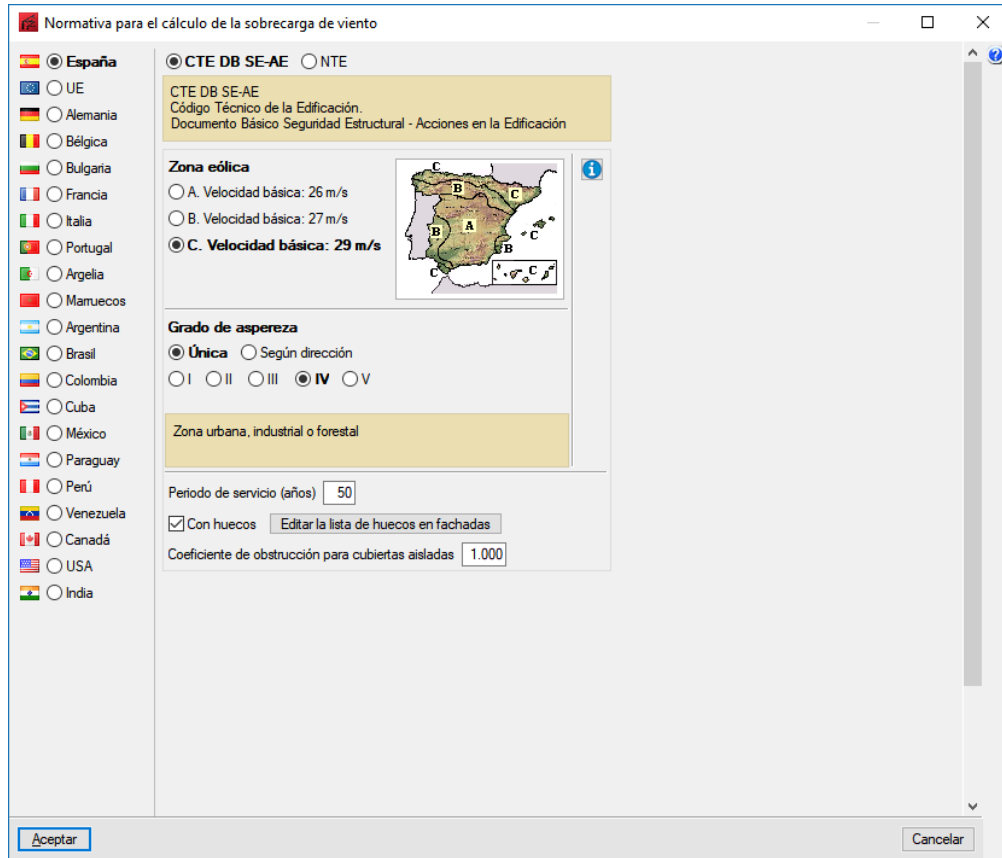 Normativa para el cálculo de la sobrecarga de viento
España
UE
Alemania
Bélgica
Bulgaria
Francia
Italia
Portugal
Argelia
Marruecos
Argentina
Brasil
Colombia
Cuba
México
Paraguay
Perú
Venezuela
Canadá
USA
India
CTE DB SE-AE NTE
CTE DB SE-AE
Código Técnico de la Edificación.
Documento Básico Seguridad Estructural - Acciones en la Edificación
Zona eólica
A. Velocidad básica: 26 m/s
B. Velocidad básica: 27 m/s
C. Velocidad básica: 29 m/s
C
B
C
C
A
B
B
C
C
Grado de aspereza
Única Según dirección
I II III IV V
Zona urbana, industrial o forestal
Periodo de servicio (años) 50
Con huecos Editar la lista de huecos en fachadas
Coeficiente de obstrucción para cubiertas aisladas 1.000
Aceptar Cancelar